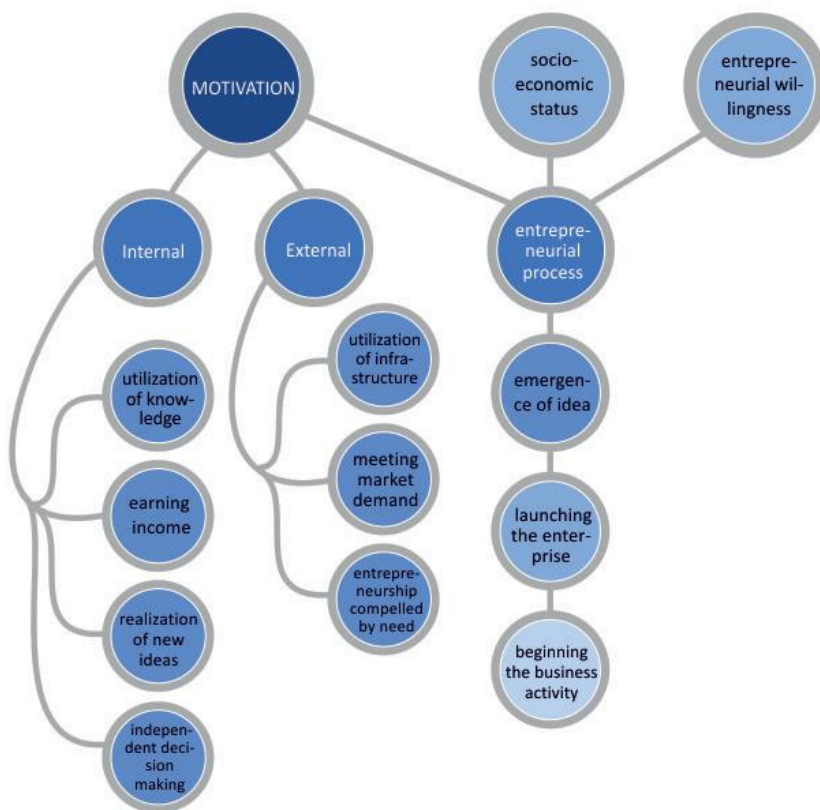 MOTIVATION
socio-
economic
status
entrepre-
neurial wil-
lingness
Internal
External
entrepre-
neurial
process
utilization
of know-
ledge
earning
income
realization
of new
ideas
indepen-
dent deci-
sion
making
utilization
of infra-
structure
meeting
market
demand
entrepre-
neurship
compelled
by need
emergen-
ce of idea
launching
the enter-
prise
beginning
the business
activity